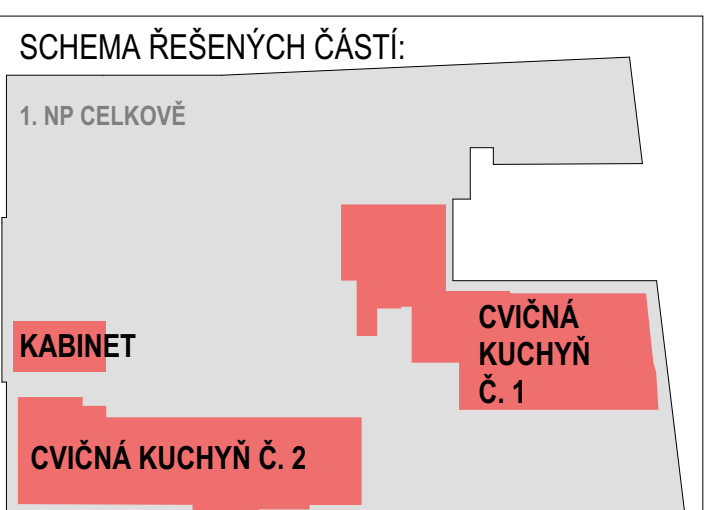 SCHEMA ŘEŠENÝCH ČÁSTÍ:
1. NP CELKOVĚ
CVIČNÁ
KUCHYŇ
Č. 1
KABINET
CVIČNÁ KUCHYŇ Č. 2